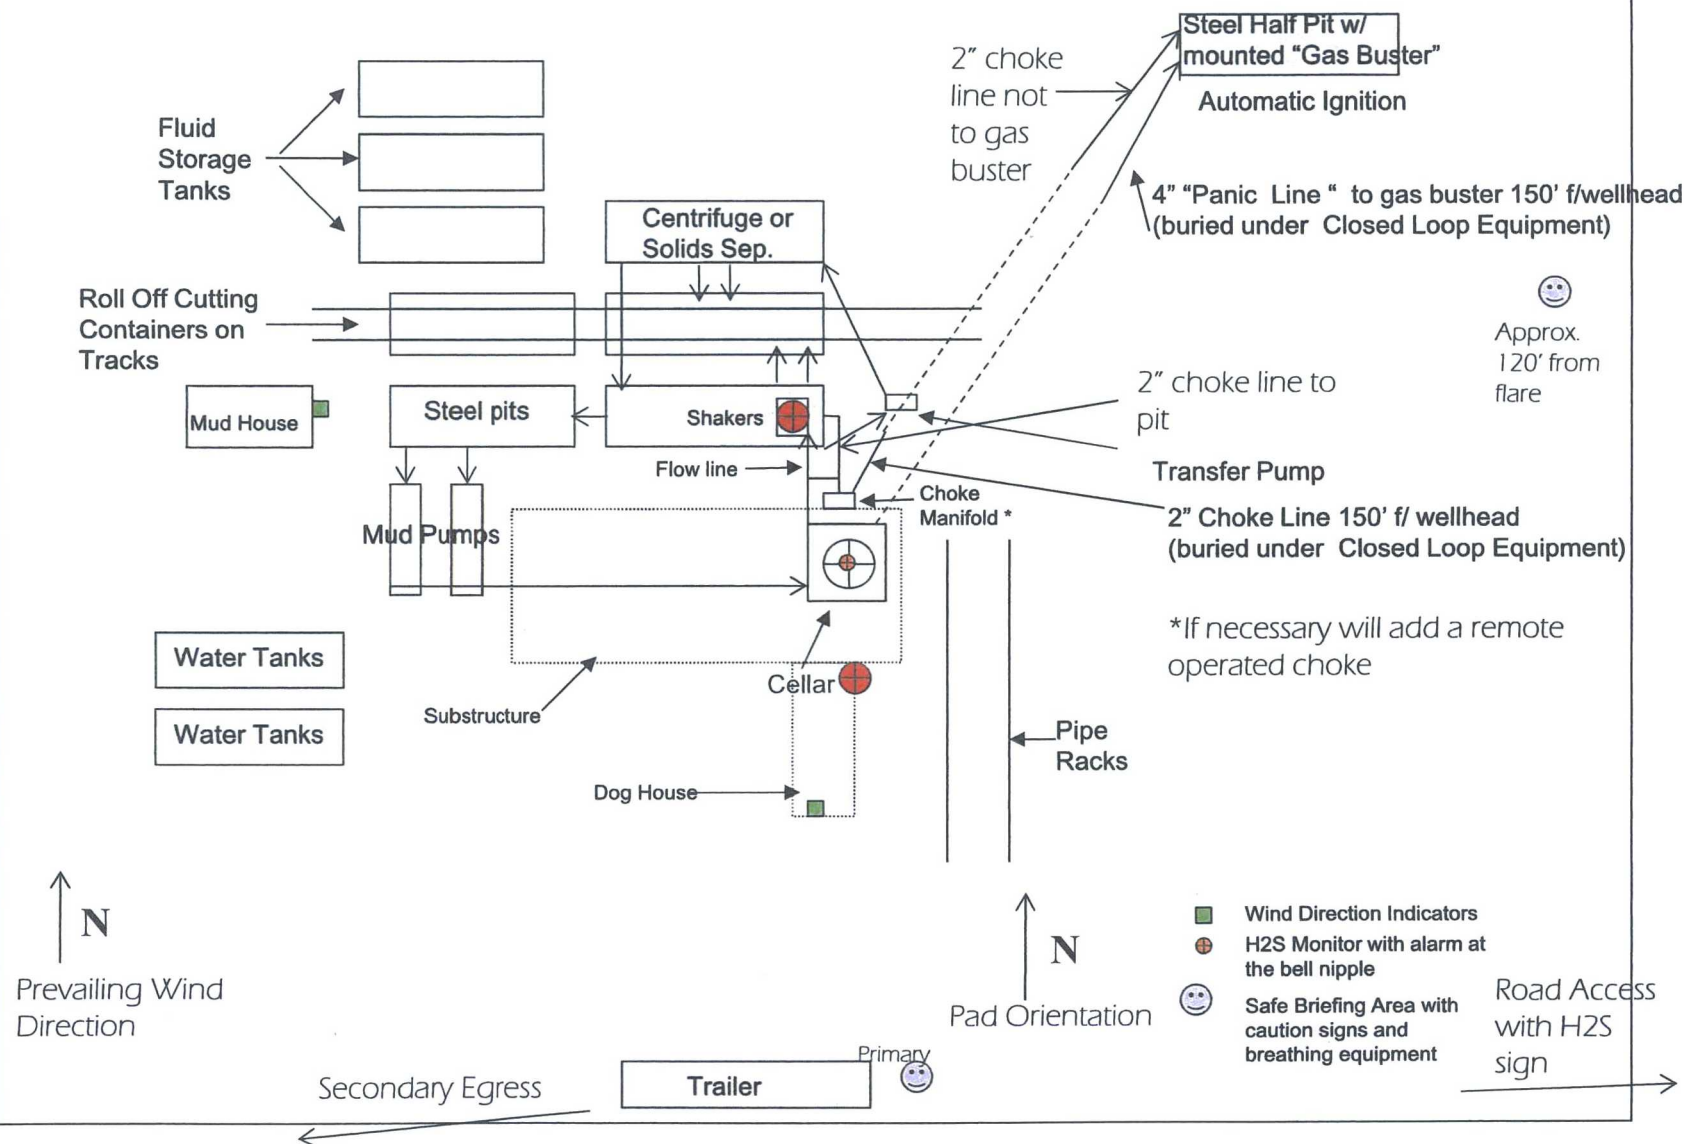 Steel Half Pit w/
mounted “Gas Buster”
Automatic Ignition
2” choke
line not
to gas
buster
Fluid
Storage
Tanks
4” “Panic Line “ to gas buster 150’ f/wellhead
(buried under Closed Loop Equipment)
Centrifuge or
Solids Sep.
Roll Off Cutting
Containers on
Tracks
Approx.
120’ from
flare
2” choke line to
pit
Mud House
Steel pits
Shakers
Flow line
Transfer Pump
Choke
Manifold *
2” Choke Line 150’ f/ wellhead
(buried under Closed Loop Equipment)
Mud Pumps
*If necessary will add a remote
operated choke
Water Tanks
Cellar
Substructure
Water Tanks
Pipe
Racks
Dog House
N
Prevailing Wind
Direction
N
Pad Orientation
Wind Direction Indicators
H2S Monitor with alarm at
the bell nipple
Safe Briefing Area with
caution signs and
breathing equipment
Road Access
with H2S
sign
Primary
Secondary Egress
Trailer